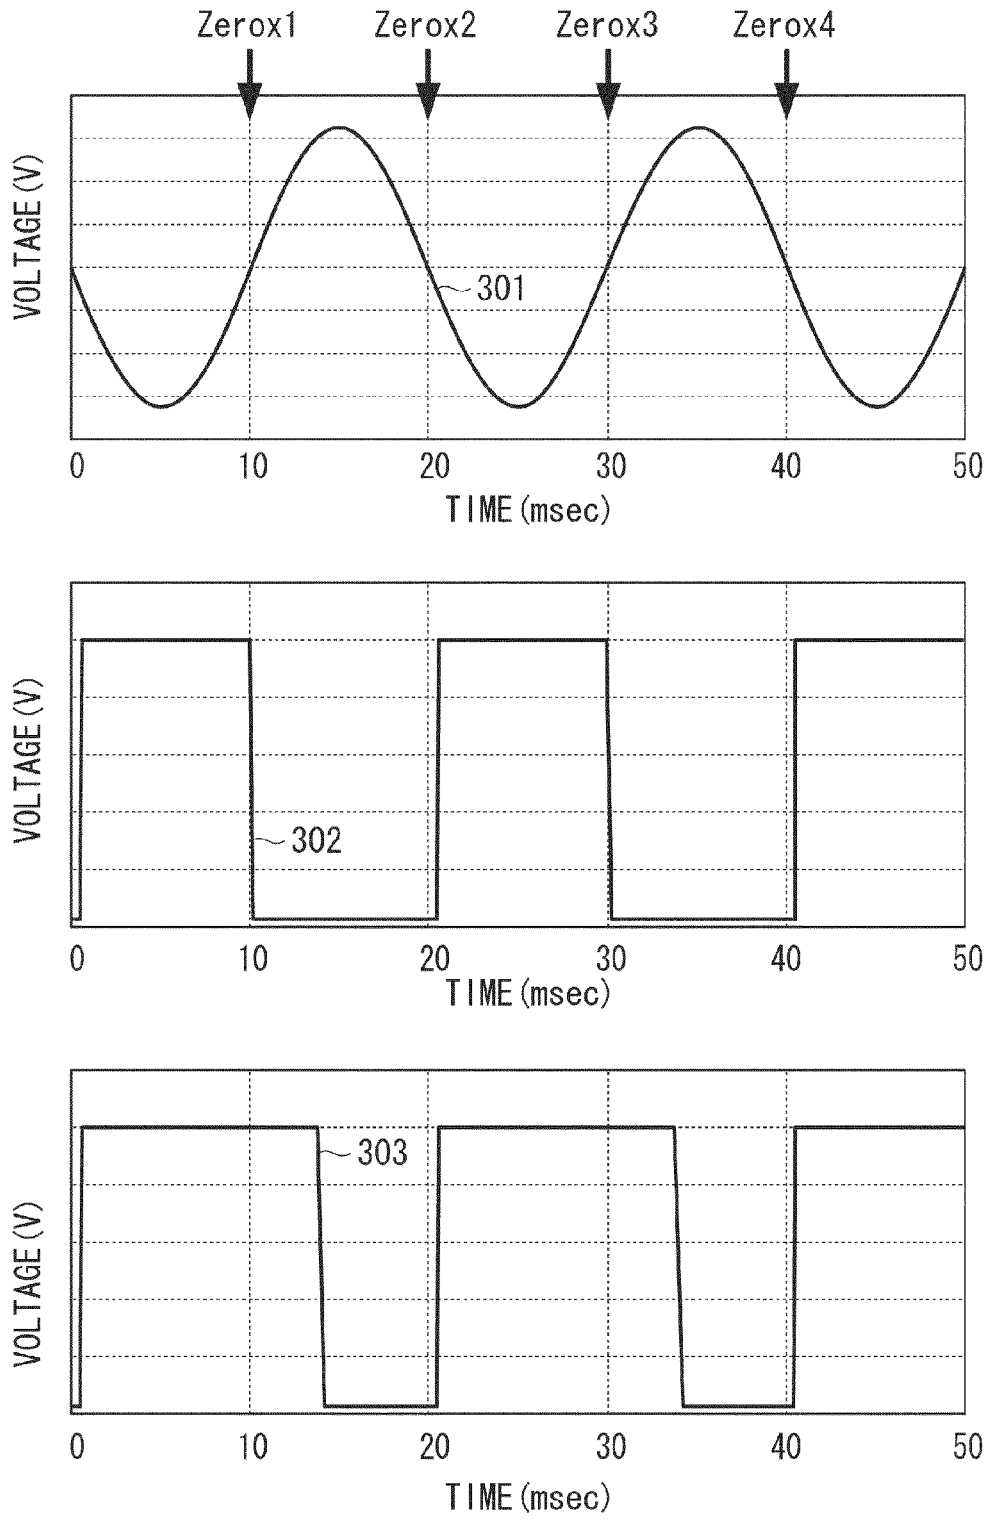 Zerox1 Zerox2 Zerox3 Zerox4
VOLTAGE(V)
301
0 10 20 30 40 50
TIME(msec)
VOLTAGE(V)
302
0 10 20 30 40 50
TIME(msec)
VOLTAGE(V)
303
0 10 20 30 40 50
TIME(msec)